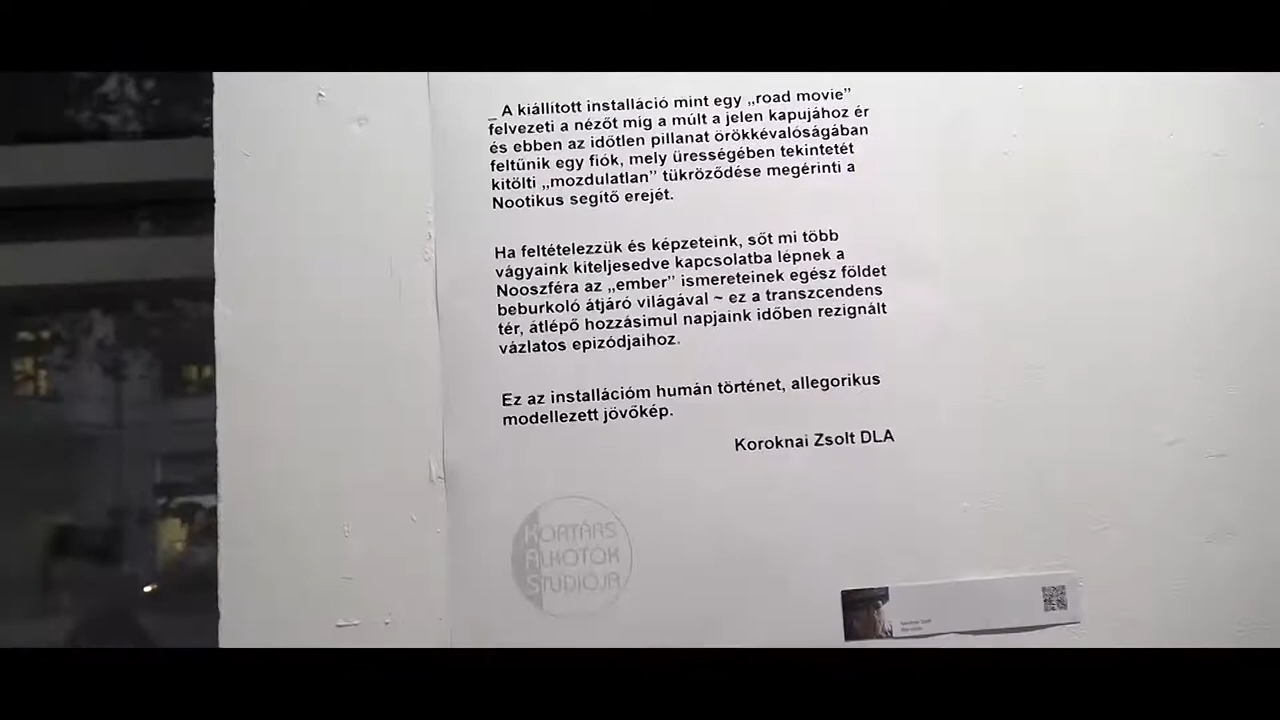 _ A kiállított installáció mint egy „road movie”
felvezeti a nézőt míg a múlt a jelen kapujához ér
és ebben az időtlen pillanat örökkévalóságában
feltűnik egy fiók, mely ürességében tekintetét
kitölti „mozdulatlan” tükröződése megérinti a
Nootikus segítő erejét.
Ha feltételezzük és képzeteink, sőt mi több
vágyaink kiteljesedve kapcsolatba lépnek a
Nooszféra az „ember” ismereteinek egész földet
beburkoló átjáró világával ~ ez a transzcendens
tér, átlépő hozzásimul napjaink időben rezignált
vázlatos epizódjaihoz.
Ez az installációm humán történet, allegorikus
modellezett jövőkép.
Koroknai Zsolt DLA
KORTÁRS
ALKOTÓK
STÚDIÓJA